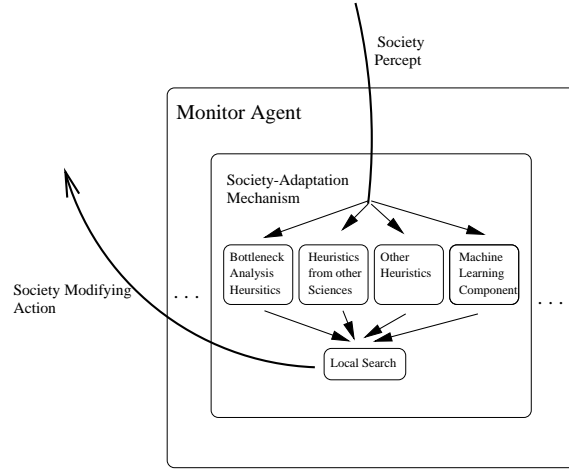 Society
Percept
Monitor Agent
Society-Adaptation
Mechanism
Bottleneck
Analysis
Heursitics
Heuristics
from other
Sciences
Other
Heuristics
Machine
Learning
Component
Society Modifying
Action
. . .
. . .
Local Search